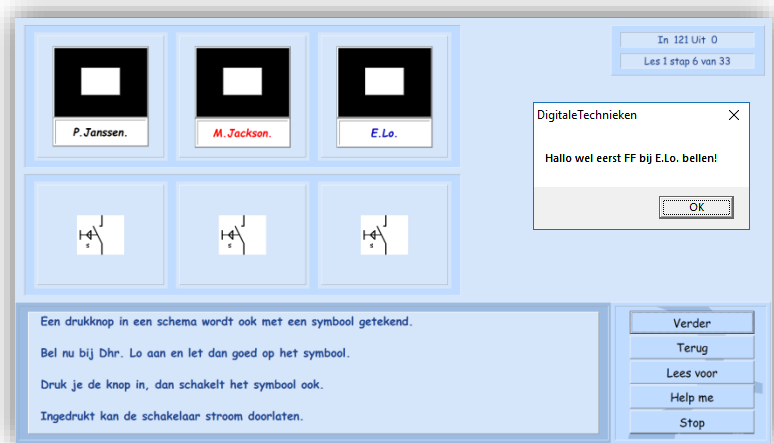 In 121 Uit 0
Les 1 stap 6 van 33
P.Janssen.
M.Jackson.
E.Lo.
DigitaleTechnieken
Hallo wel eerst FF bij E.Lo. bellen!
OK
s
s
s
Een drukknop in een schema wordt ook met een symbool getekend.
Bel nu bij Dhr. Lo aan en let dan goed op het symbool.
Druk je de knop in, dan schakelt het symbool ook.
Ingedrukt kan de schakelaar stroom doorlaten.
Verder
Terug
Lees voor
Help me
Stop